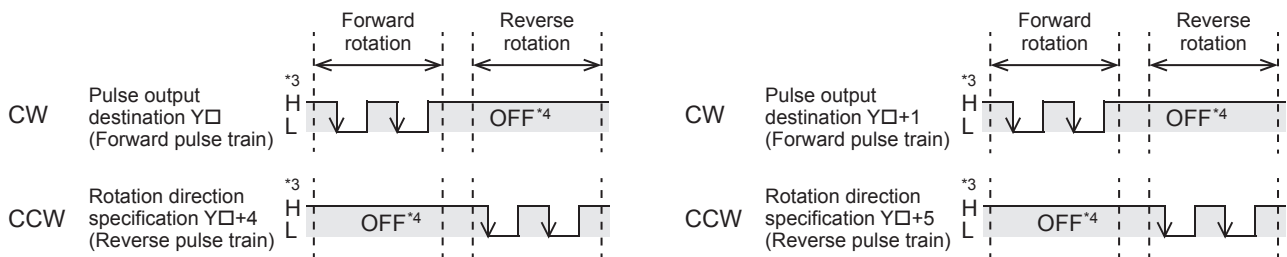 Forward
rotation
Reverse
rotation
CW
Pulse output
destination Y□
(Forward pulse train)
*3
H
L
OFF*4
CCW
Rotation direction
specification Y□+4
(Reverse pulse train)
*3
H
L
OFF*4
Forward
rotation
Reverse
rotation
CW
Pulse output
destination Y□+1
(Forward pulse train)
*3
H
L
OFF*4
CCW
Rotation direction
specification Y□+5
(Reverse pulse train)
*3
H
L
OFF*4